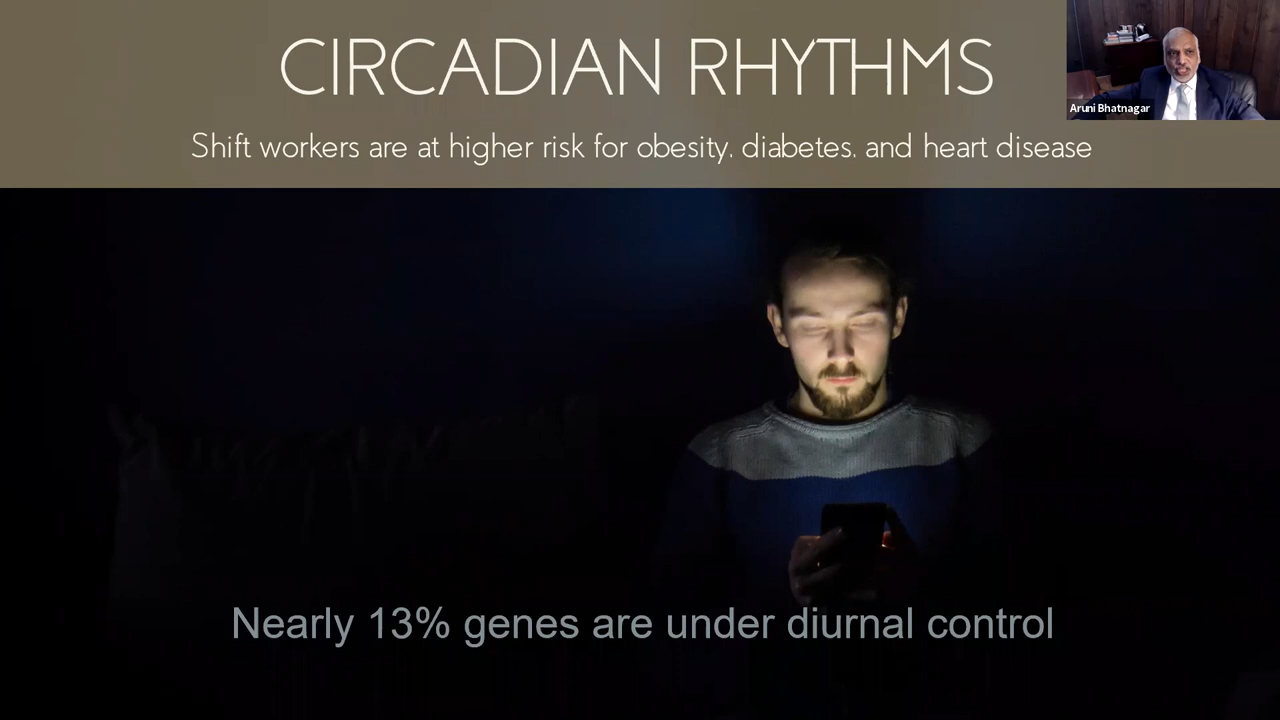 CIRCADIAN RHYTHMS
Shift workers are at higher risk for obesity, diabetes, and heart disease
Aruni Bhatnagar
Nearly 13% genes are under diurnal control